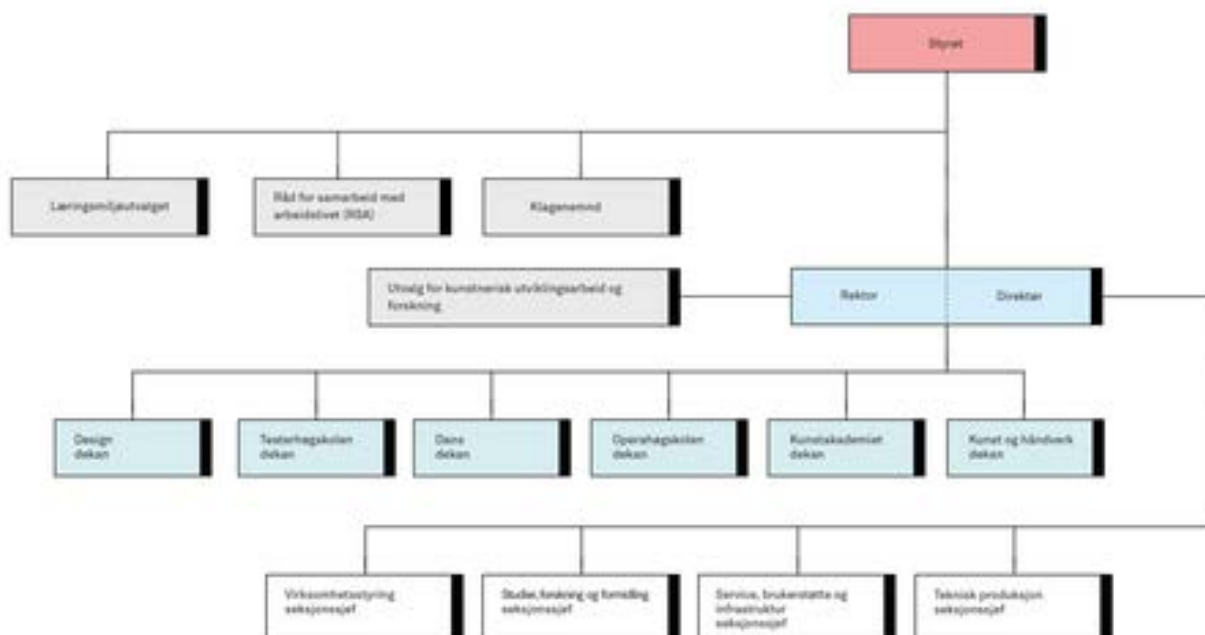 Styret
Læringsmiljøutvalget
Råd for samarbeid med
arbeidslivet (RSA)
Klagenemnd
Utvalg for kunstnerisk utviklingsarbeid og
forskning
Rektor
Direktør
Design
dekan
Teaterhøgskolen
dekan
Dans
dekan
Operahøgskolen
dekan
Kunstakademiet
dekan
Kunst og håndverk
dekan
Virksomhetsstyring
seksjonssjef
Studier, forskning og formidling
seksjonssjef
Service, brukerstøtte og
infrastruktur
seksjonssjef
Teknisk produksjon
seksjonssjef